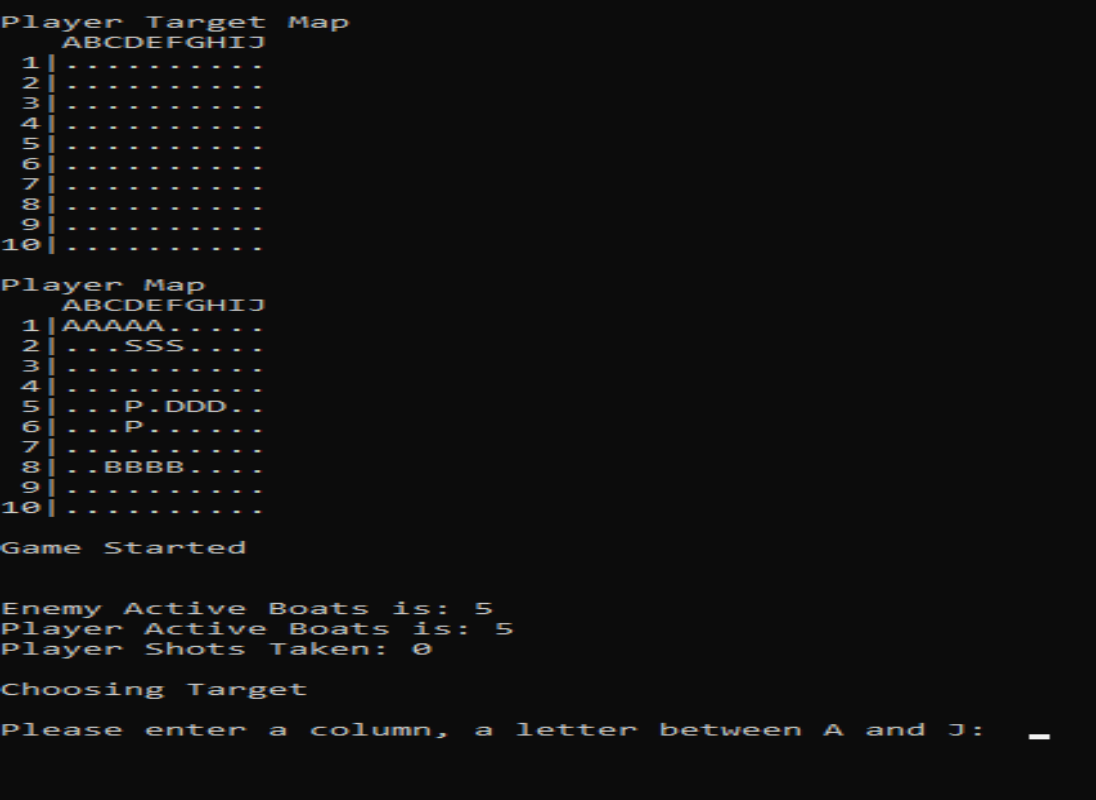 Player Target Map
   ABCDEFGHIJ
 1|..........
 2|..........
 3|..........
 4|..........
 5|..........
 6|..........
 7|..........
 8|..........
 9|..........
10|..........
Player Map
   ABCDEFGHIJ
 1|AAAAA.....
 2|...SSS....
 3|..........
 4|..........
 5|...P.DDD..
 6|...P......
 7|..........
 8|..BBBB....
 9|..........
10|..........
Game Started
Enemy Active Boats is: 5
Player Active Boats is: 5
Player Shots Taken: 0
Choosing Target
Please enter a column, a letter between A and J: